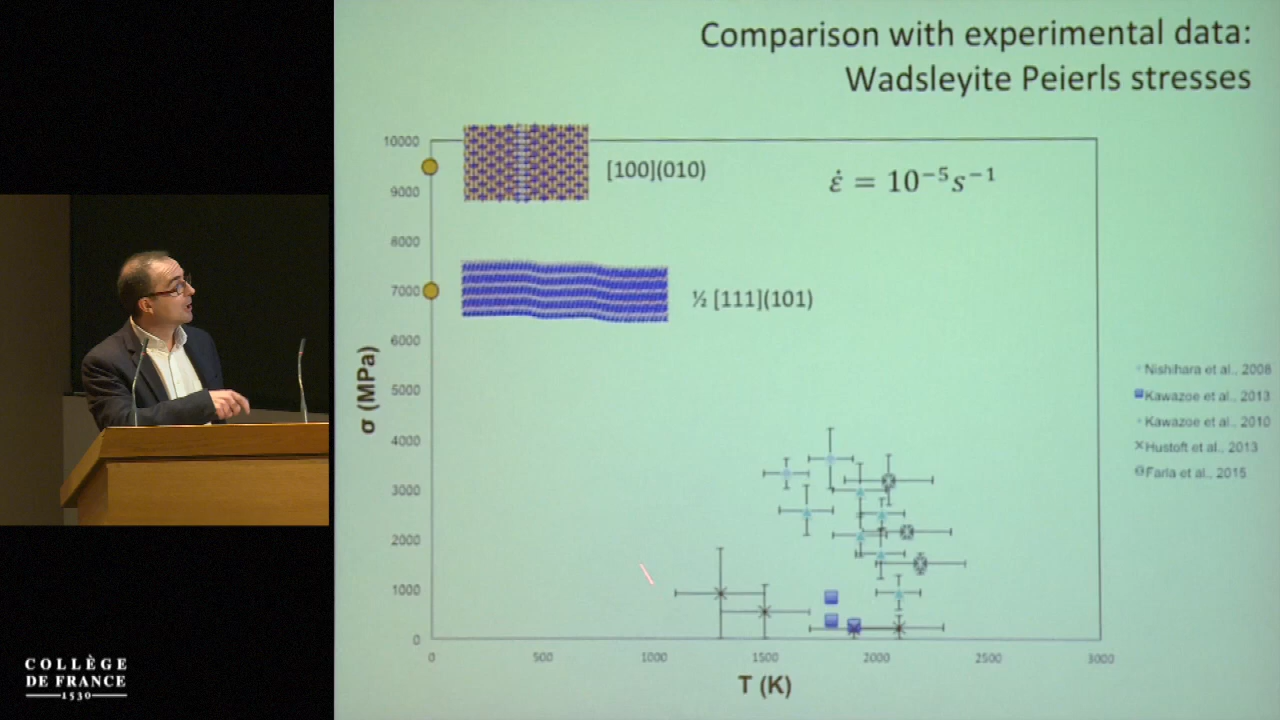 Comparison with experimental data:
Wadsleyite Peierls stresses
10000
9000
8000
7000
6000
5000
4000
3000
2000
1000
0
σ (MPa)
[100](010)
ε̇ = 10⁻⁵s⁻¹
½ [111](101)
Nishihara et al., 2008
Kawazoe et al., 2013
Kawazoe et al., 2010
Hustoft et al., 2013
Farla et al., 2015
0
500
1000
1500
2000
2500
3000
T (K)
COLLÈGE
DE FRANCE
1530